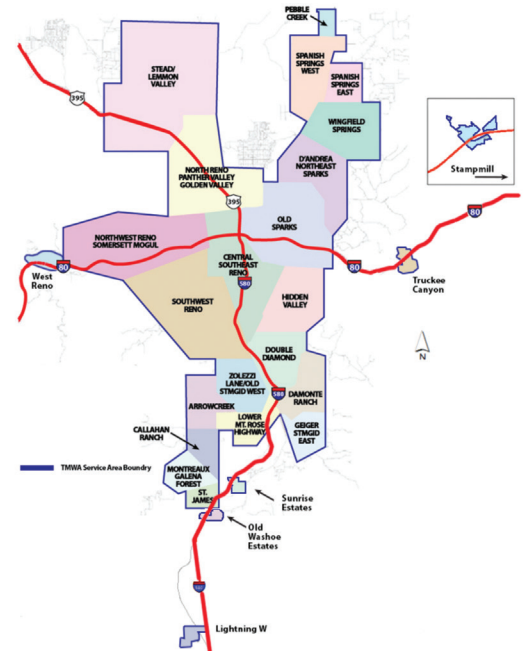 PEBBLE
CREEK
STEAD/
LEMMON
VALLEY
SPANISH
SPRINGS
WEST
SPANISH
SPRINGS
EAST
395
WINGFIELD
SPRINGS
Stampmill
NORTH RENO
PANTHER VALLEY
GOLDEN VALLEY
D'ANDREA
NORTHEAST
SPARKS
395
80
OLD
SPARKS
NORTHWEST RENO
SOMERSETT MOGUL
80
West
Reno
CENTRAL
SOUTHEAST
RENO
80
Truckee
Canyon
580
SOUTHWEST
RENO
HIDDEN
VALLEY
N
DOUBLE
DIAMOND
ZOLEZZI
LANE/OLD
STMGID WEST
580
DAMONTE
RANCH
ARROWCREEK
LOWER
MT. ROSE
HIGHWAY
GEIGER
STMGID
EAST
CALLAHAN
RANCH
TMWA Service Area Boundry
MONTREAUX
GALENA
FOREST
ST.
JAMES
Sunrise
Estates
Old
Washoe
Estates
Lightning W